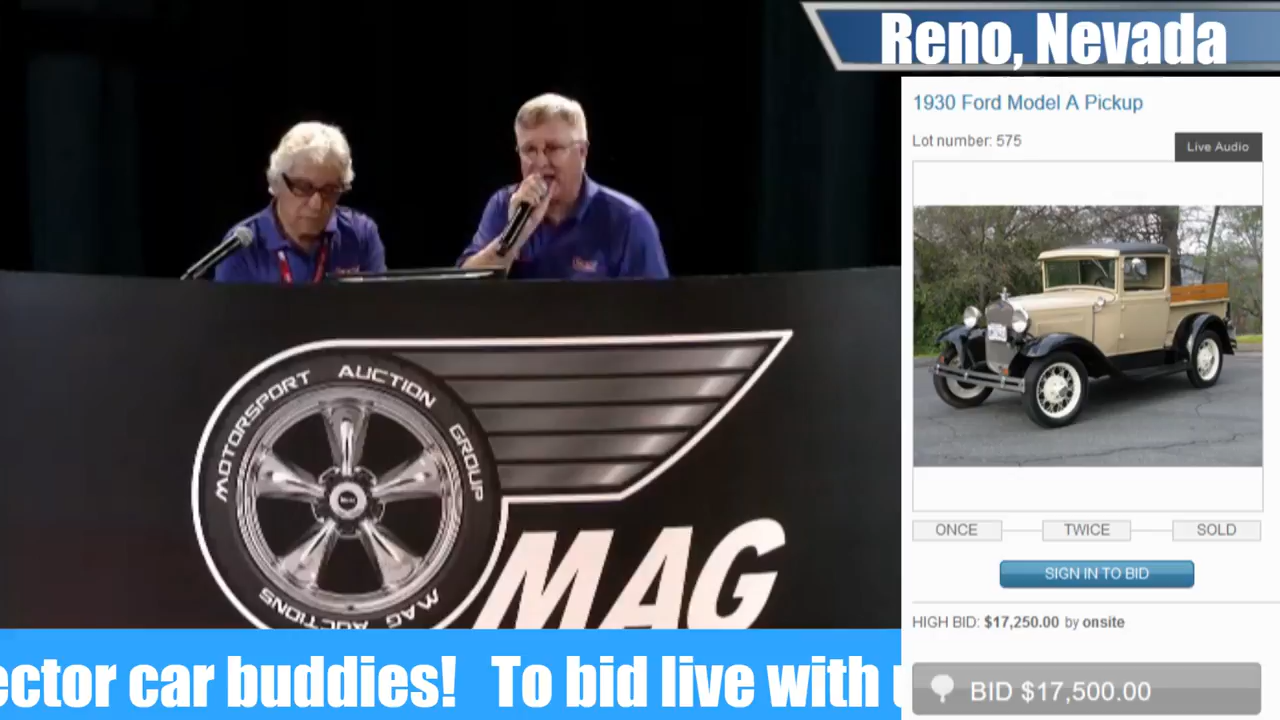 Reno, Nevada
1930 Ford Model A Pickup
Lot number: 575
Live Audio
MOTORSPORT AUCTION GROUP
MAG AUCTIONS
MAG
ONCE
TWICE
SOLD
SIGN IN TO BID
HIGH BID: $17,250.00 by onsite
BID $17,500.00
ector car buddies! To bid live with